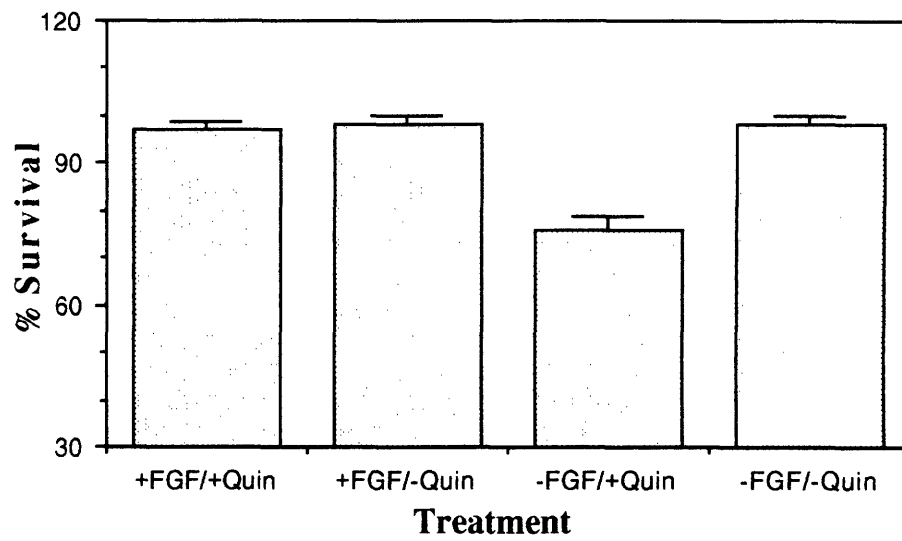 120
90
60
30
% Survival
+FGF/+Quin
+FGF/-Quin
-FGF/+Quin
-FGF/-Quin
Treatment